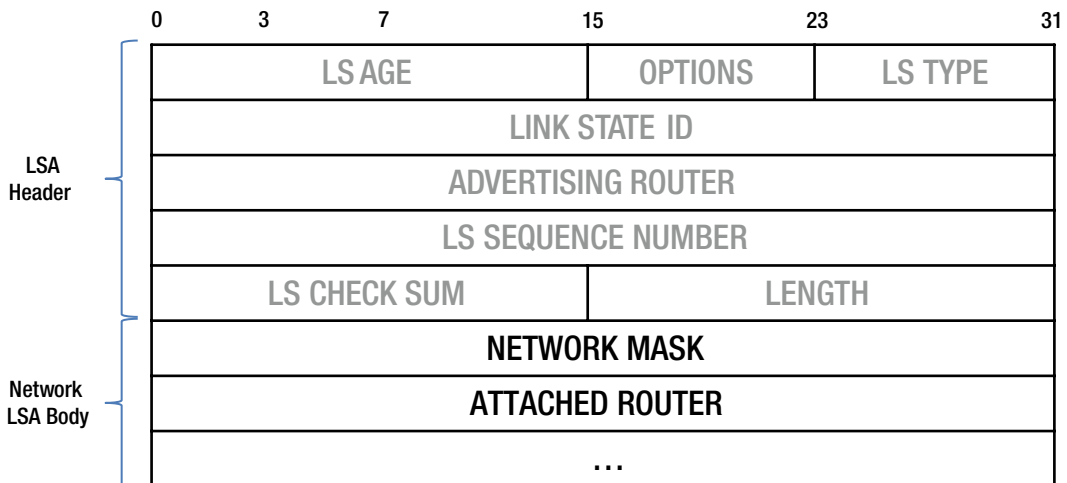 0 3 7 15 23 31
LS AGE OPTIONS LS TYPE
LINK STATE ID
LSA
Header
ADVERTISING ROUTER
LS SEQUENCE NUMBER
LS CHECK SUM LENGTH
NETWORK MASK
Network
LSA Body
ATTACHED ROUTER
...